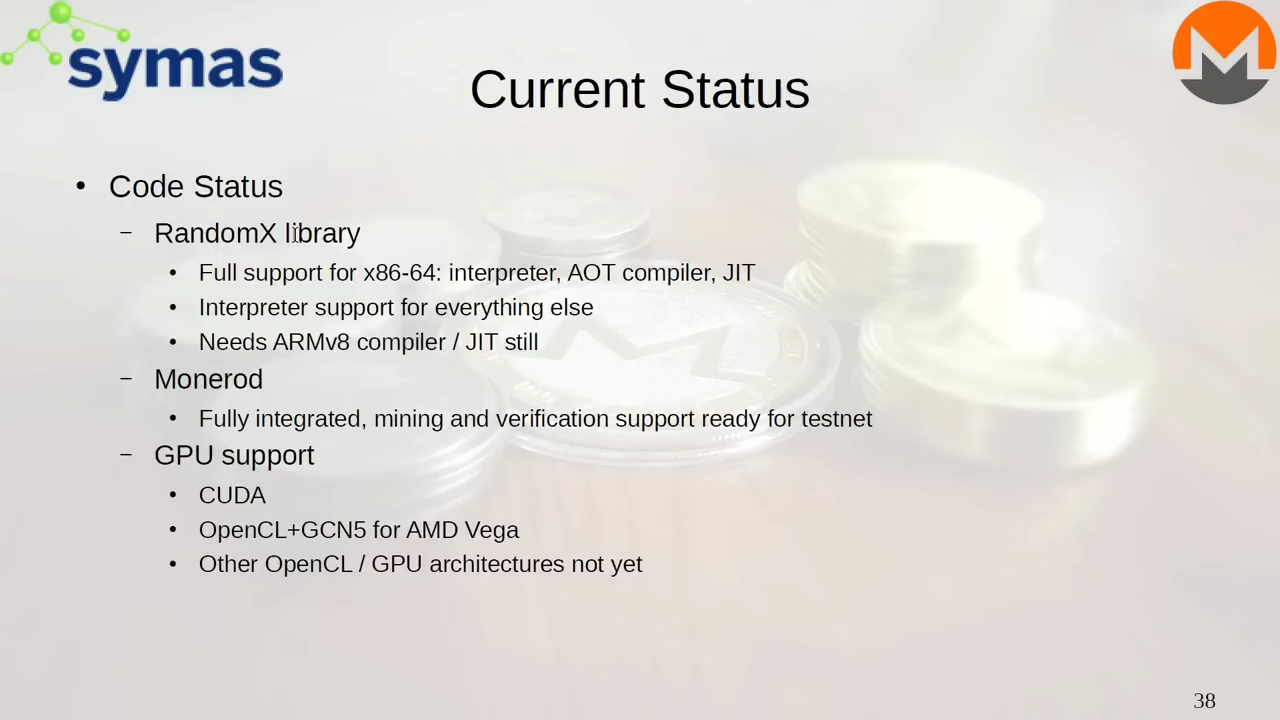 symas
Current Status
• Code Status
– RandomX library
• Full support for x86-64: interpreter, AOT compiler, JIT
• Interpreter support for everything else
• Needs ARMv8 compiler / JIT still
– Monerod
• Fully integrated, mining and verification support ready for testnet
– GPU support
• CUDA
• OpenCL+GCN5 for AMD Vega
• Other OpenCL / GPU architectures not yet
38